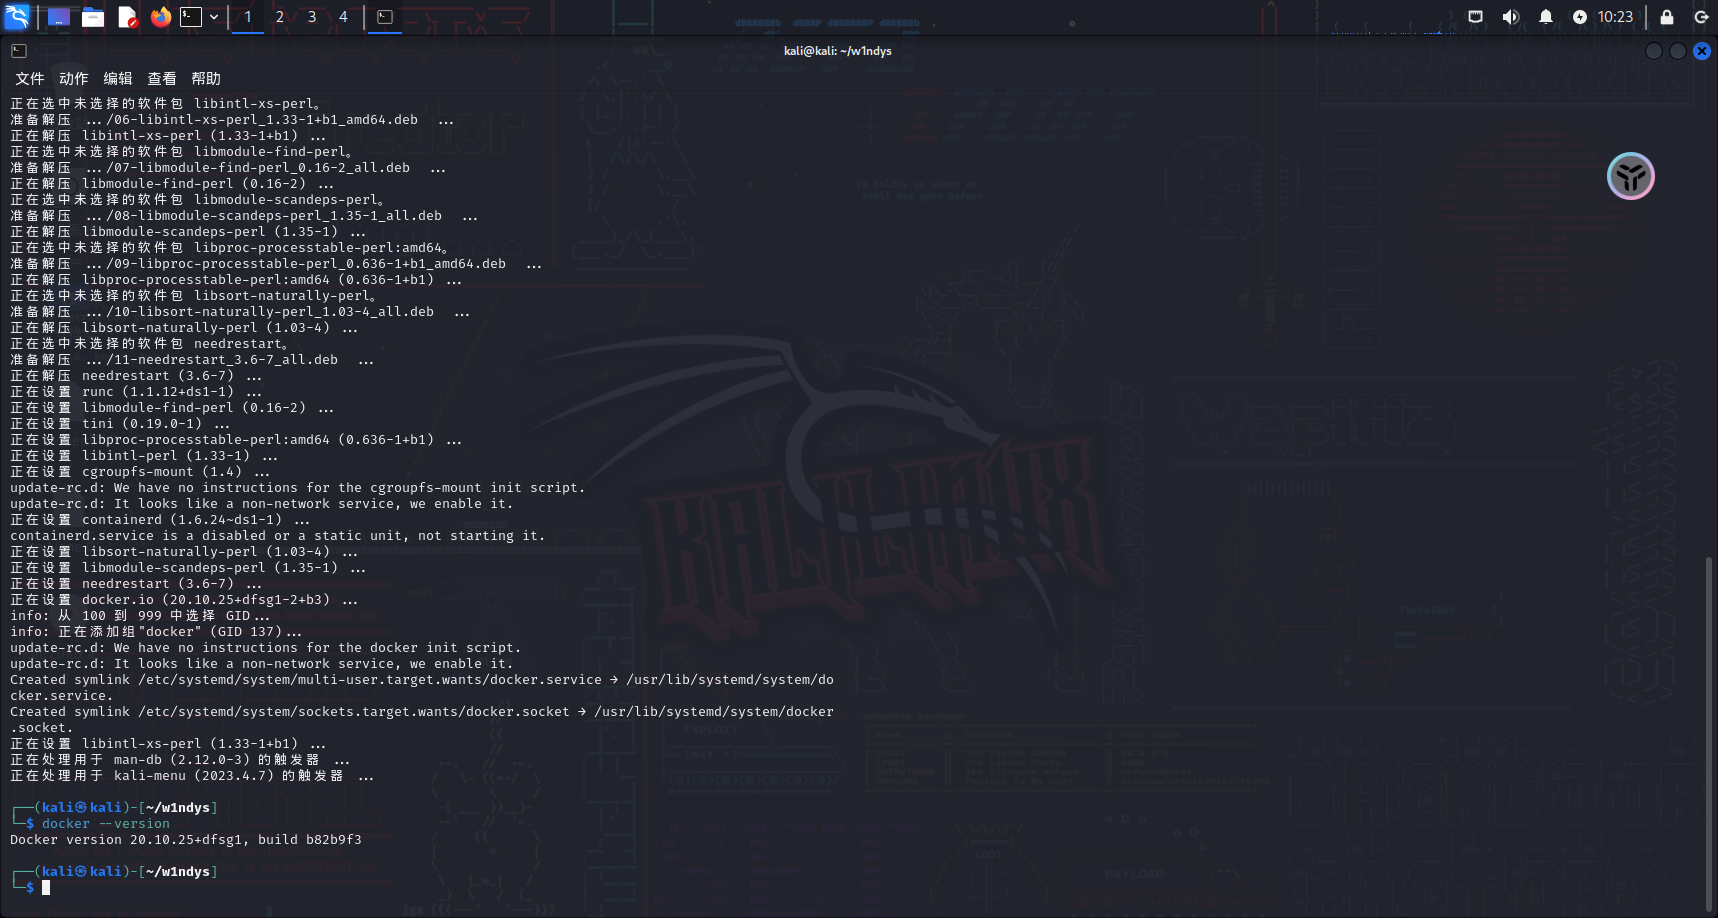 1 2 3 4 10:23
kali@kali: ~/w1ndys
文件 动作 编辑 查看 帮助
正在选中未选择的软件包 libintl-xs-perl。
准备解压 .../06-libintl-xs-perl_1.33-1+b1_amd64.deb ...
正在解压 libintl-xs-perl (1.33-1+b1) ...
正在选中未选择的软件包 libmodule-find-perl。
准备解压 .../07-libmodule-find-perl_0.16-2_all.deb ...
正在解压 libmodule-find-perl (0.16-2) ...
正在选中未选择的软件包 libmodule-scandeps-perl。
准备解压 .../08-libmodule-scandeps-perl_1.35-1_all.deb ...
正在解压 libmodule-scandeps-perl (1.35-1) ...
正在选中未选择的软件包 libproc-processtable-perl:amd64。
准备解压 .../09-libproc-processtable-perl_0.636-1+b1_amd64.deb ...
正在解压 libproc-processtable-perl:amd64 (0.636-1+b1) ...
正在选中未选择的软件包 libsort-naturally-perl。
准备解压 .../10-libsort-naturally-perl_1.03-4_all.deb ...
正在解压 libsort-naturally-perl (1.03-4) ...
正在选中未选择的软件包 needrestart。
准备解压 .../11-needrestart_3.6-7_all.deb ...
正在解压 needrestart (3.6-7) ...
正在设置 runc (1.1.12+ds1-1) ...
正在设置 libmodule-find-perl (0.16-2) ...
正在设置 tini (0.19.0-1) ...
正在设置 libproc-processtable-perl:amd64 (0.636-1+b1) ...
正在设置 libintl-perl (1.33-1) ...
正在设置 cgroupfs-mount (1.4) ...
update-rc.d: We have no instructions for the cgroupfs-mount init script.
update-rc.d: It looks like a non-network service, we enable it.
正在设置 containerd (1.6.24~ds1-1) ...
containerd.service is a disabled or a static unit, not starting it.
正在设置 libsort-naturally-perl (1.03-4) ...
正在设置 libmodule-scandeps-perl (1.35-1) ...
正在设置 needrestart (3.6-7) ...
正在设置 docker.io (20.10.25+dfsg1-2+b3) ...
info: 从 100 到 999 中选择 GID...
info: 正在添加组"docker" (GID 137)...
update-rc.d: We have no instructions for the docker init script.
update-rc.d: It looks like a non-network service, we enable it.
Created symlink /etc/systemd/system/multi-user.target.wants/docker.service → /usr/lib/systemd/system/do
cker.service.
Created symlink /etc/systemd/system/sockets.target.wants/docker.socket → /usr/lib/systemd/system/docker
.socket.
正在设置 libintl-xs-perl (1.33-1+b1) ...
正在处理用于 man-db (2.12.0-3) 的触发器 ...
正在处理用于 kali-menu (2023.4.7) 的触发器 ...
┌──(kali㉿kali)-[~/w1ndys]
└─$ docker --version
Docker version 20.10.25+dfsg1, build b82b9f3
┌──(kali㉿kali)-[~/w1ndys]
└─$
KALI LINUX
PAYLOAD